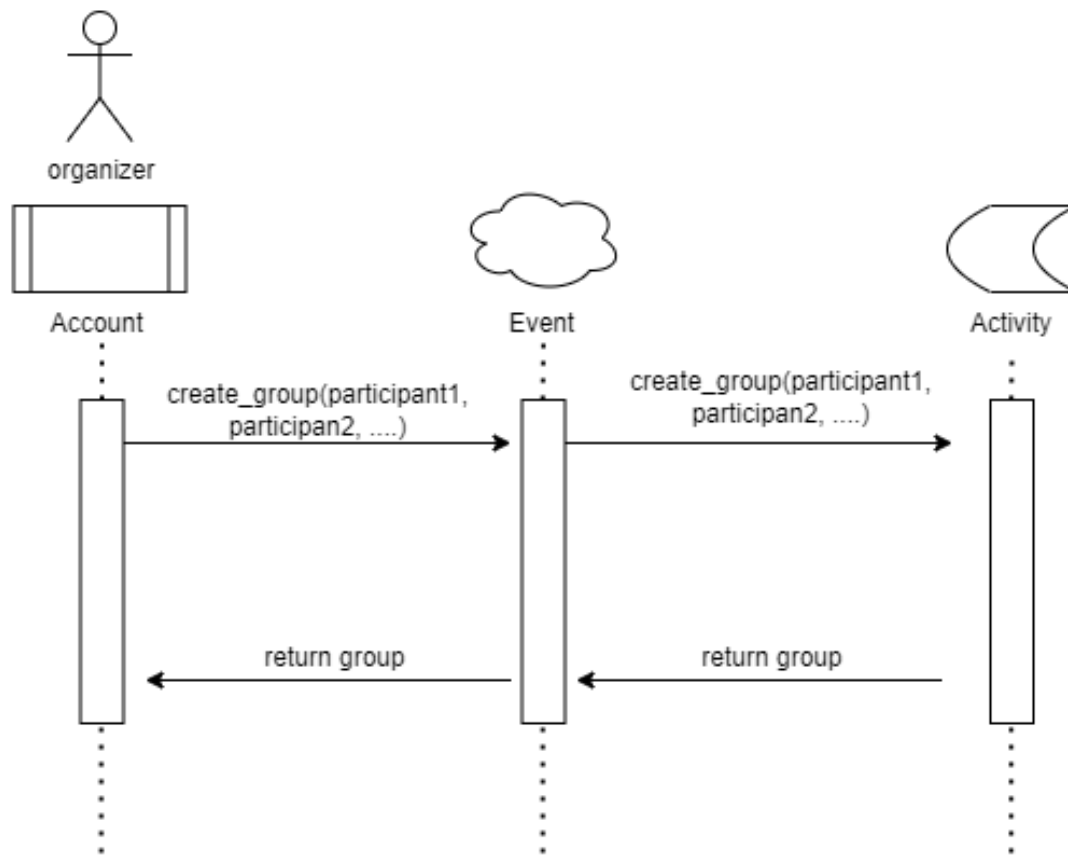 organizer
Account
Event
Activity
create_group(participant1,
participan2, ....)
create_group(participant1,
participan2, ....)
return group
return group